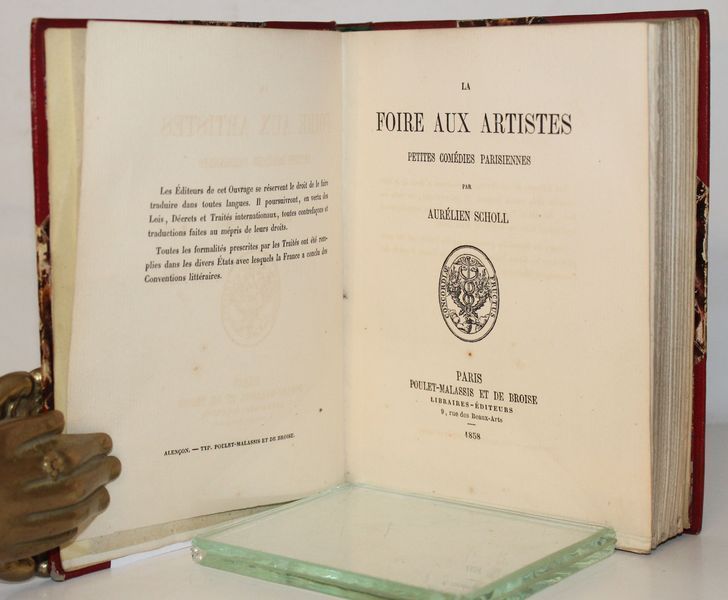 Les Éditeurs de cet Ouvrage se réservent le droit de le faire
traduire dans toutes langues. Il poursuivront, en vertu des
Lois, Décrets et Traités internationaux, toutes contrefaçons et
traductions faites au mépris de leurs droits.
Toutes les formalités prescrites par les Traités ont été rem-
plies dans les divers États avec lesquels la France a conclu des
Conventions littéraires.
ALENÇON. — TYP. POULET-MALASSIS ET DE BROISE.
LA
FOIRE AUX ARTISTES
PETITES COMÉDIES PARISIENNES
PAR
AURÉLIEN SCHOLL
CONCORDIÆ FRUCTUS
PARIS
POULET-MALASSIS ET DE BROISE
LIBRAIRES-ÉDITEURS
9, rue des Beaux-Arts
1858